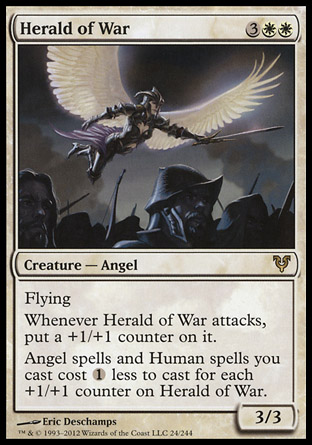 Herald of War 3
Creature — Angel
Flying
Whenever Herald of War attacks,
put a +1/+1 counter on it.
Angel spells and Human spells you
cast cost 1 less to cast for each
+1/+1 counter on Herald of War.
3/3
Eric Deschamps
™ & © 1993–2012 Wizards of the Coast LLC 24/244